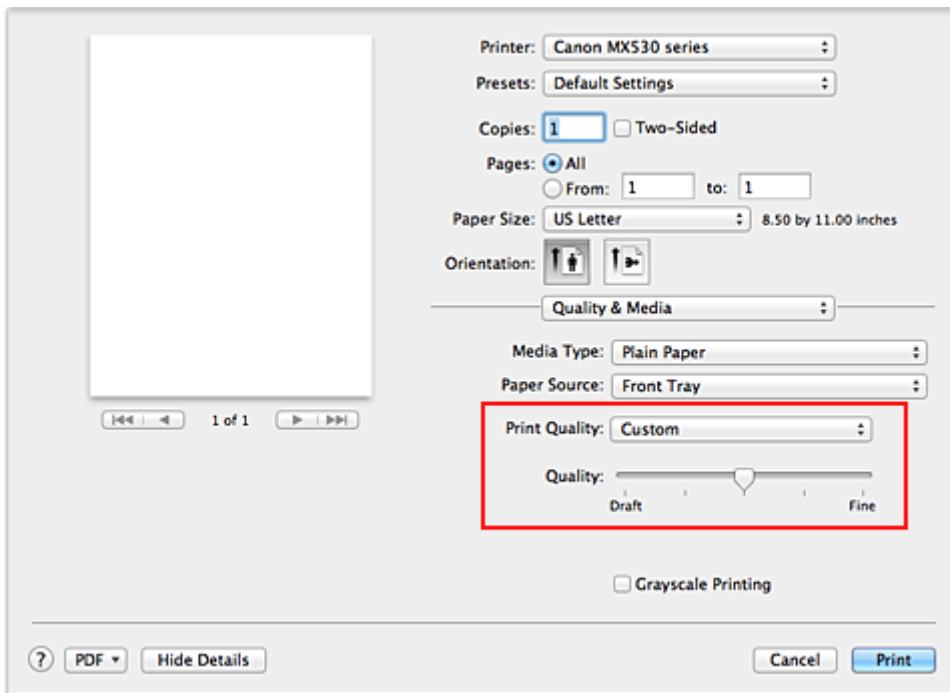 Printer: Canon MX530 series
Presets: Default Settings
Copies: 1 Two-Sided
Pages: All
From: 1 to: 1
Paper Size: US Letter 8.50 by 11.00 inches
Orientation:
Quality & Media
Media Type: Plain Paper
Paper Source: Front Tray
1 of 1
Print Quality: Custom
Quality:
Draft Fine
Grayscale Printing
? PDF Hide Details Cancel Print